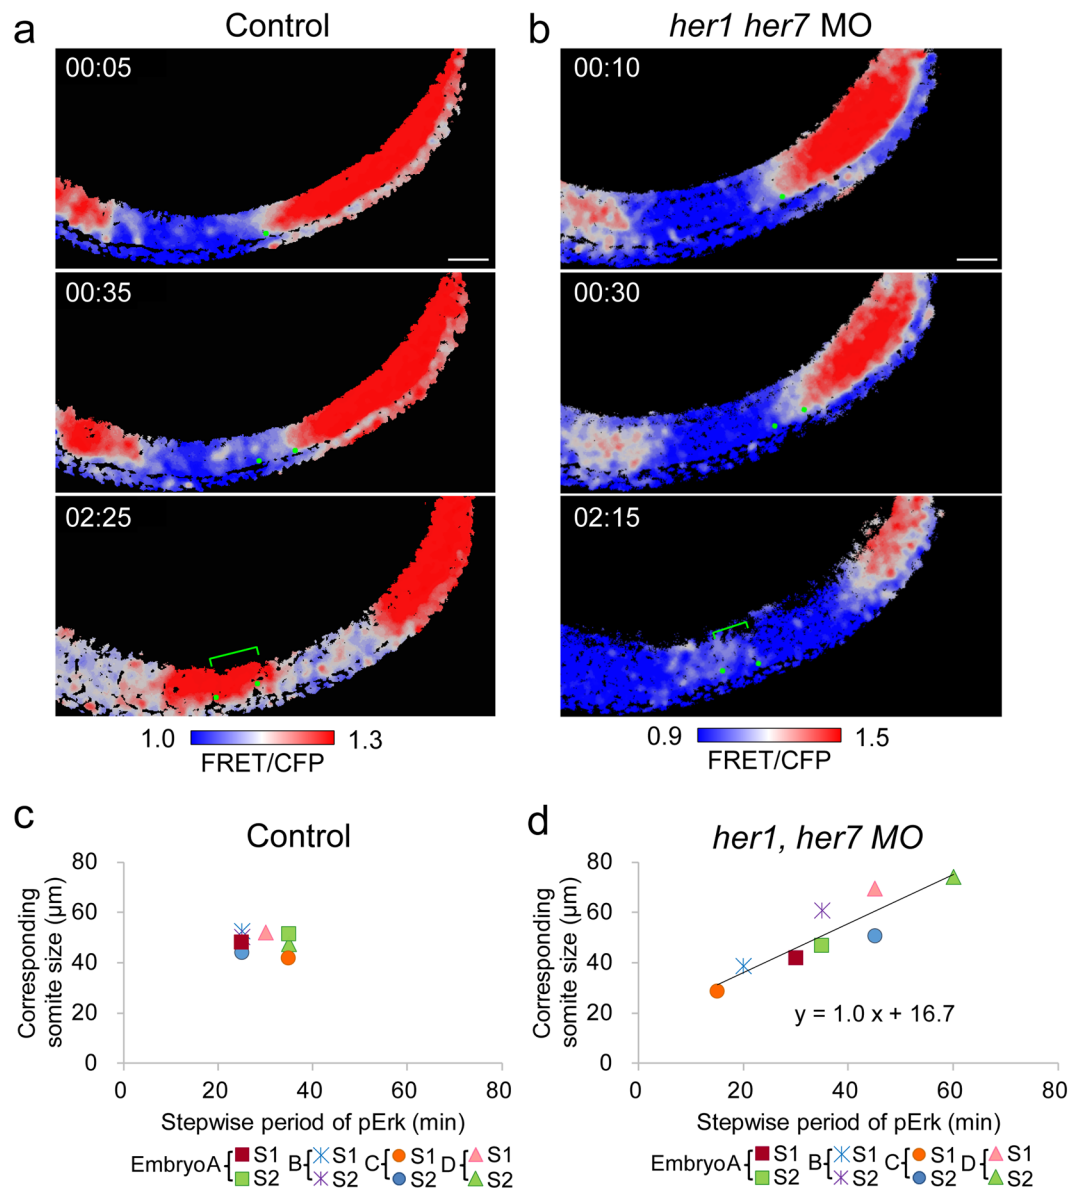 a
Control
b
her1 her7 MO
00:05
00:10
00:35
00:30
02:25
02:15
1.0
1.3
FRET/CFP
0.9
1.5
FRET/CFP
c
Control
d
her1, her7 MO
Corresponding
somite size (μm)
80
60
40
20
0
0
20
40
60
80
Stepwise period of pErk (min)
EmbryoA{ S1 B{ S1 C{ S1 D{ S1
S2 S2 S2 S2
Corresponding
somite size (μm)
80
60
40
20
0
y = 1.0 x + 16.7
0
20
40
60
80
Stepwise period of pErk (min)
EmbryoA{ S1 B{ S1 C{ S1 D{ S1
S2 S2 S2 S2